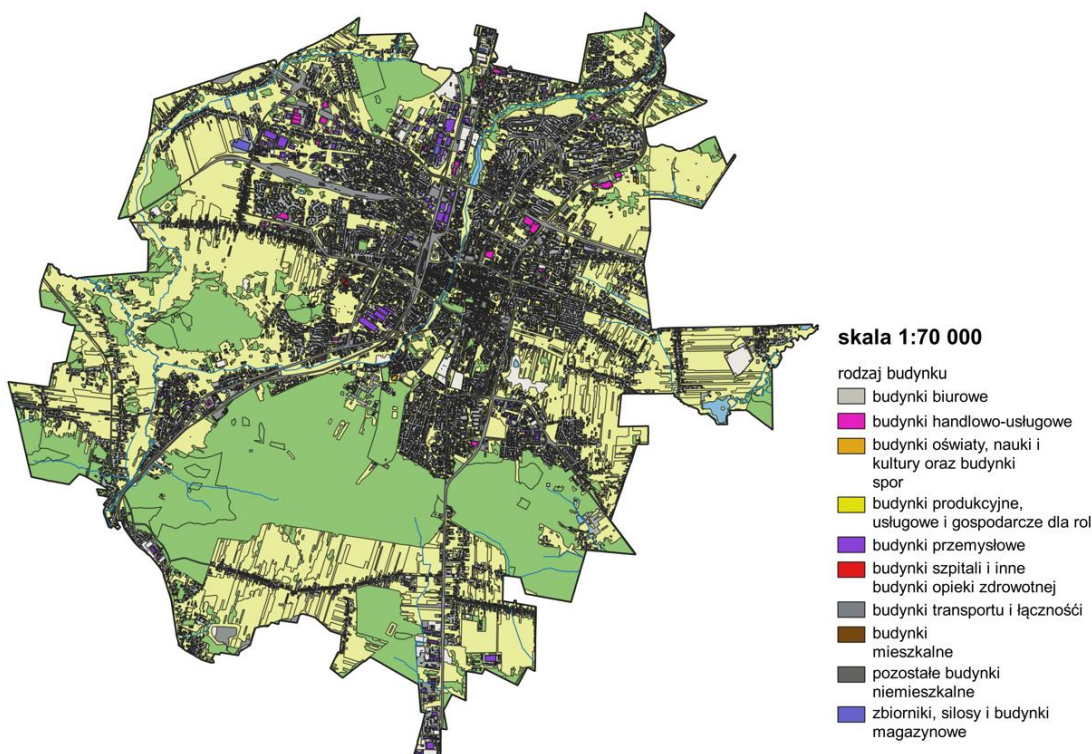 skala 1:70 000
rodzaj budynku
budynki biurowe
budynki handlowo-usługowe
budynki oświaty, nauki i
kultury oraz budynki
spor
budynki produkcyjne,
usługowe i gospodarcze dla rol
budynki przemysłowe
budynki szpitali i inne
budynki opieki zdrowotnej
budynki transportu i łącznośći
budynki
mieszkalne
pozostałe budynki
niemieszkalne
zbiorniki, silosy i budynki
magazynowe